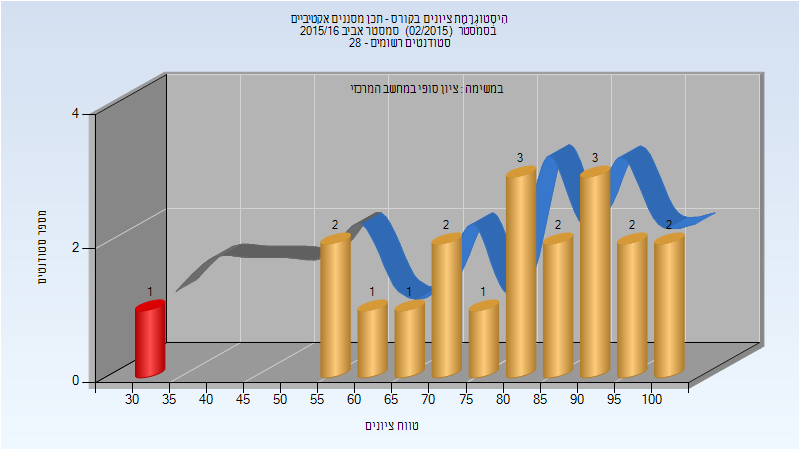 היסטוגרמת ציונים בקורס - תכן מסננים אקטיביים
בסמסטר (02/2015) סמסטר אביב 2015/16
סטודנטים רשומים - 28
במשימה : ציון סופי במחשב המרכזי
מספר סטודנטים
4
2
0
1
2
1
1
2
1
3
2
3
2
2
30 35 40 45 50 55 60 65 70 75 80 85 90 95 100
טווח ציונים